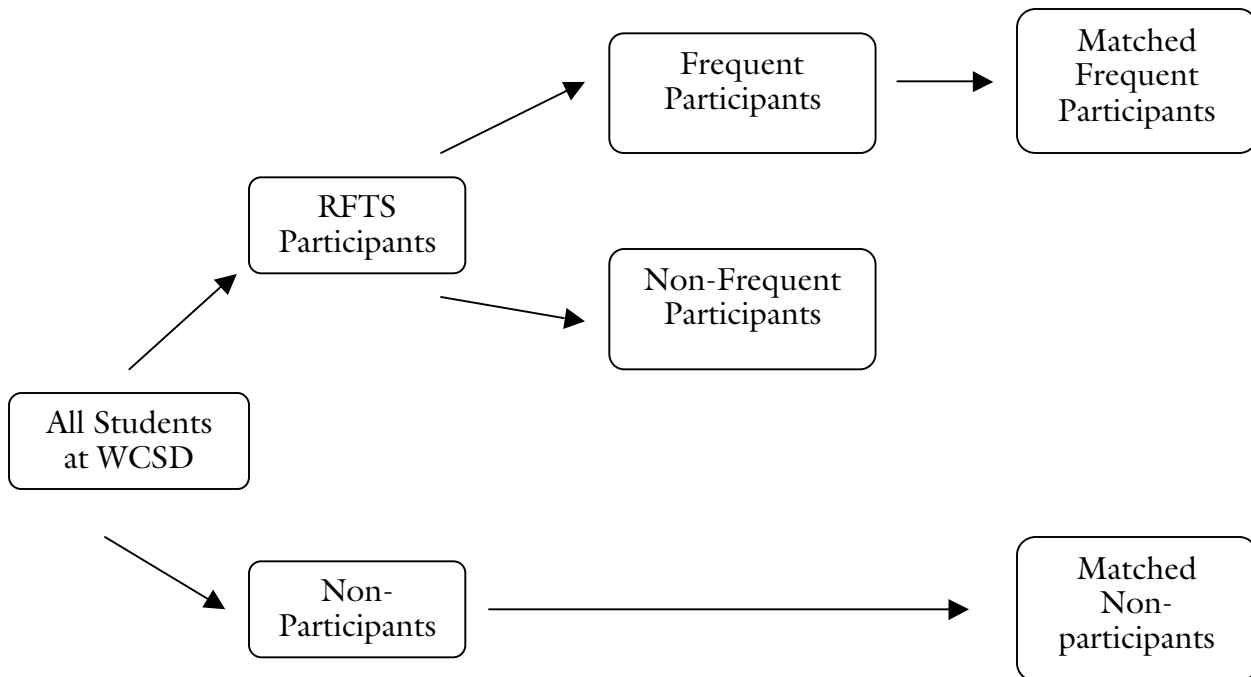 Frequent
Participants
Matched
Frequent
Participants
RFTS
Participants
Non-Frequent
Participants
All Students
at WCSD
Non-
Participants
Matched
Non-
participants